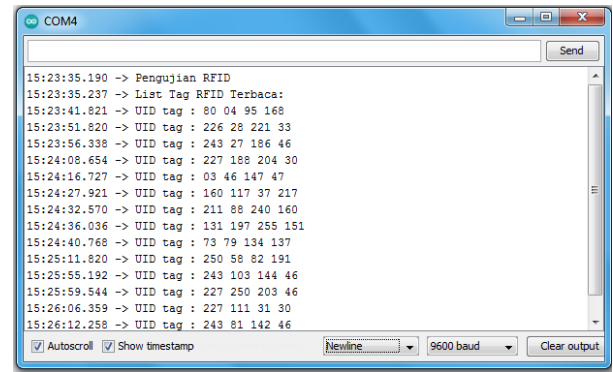 COM4
Send
15:23:35.190 -> Pengujian RFID
15:23:35.237 -> List Tag RFID Terbaca:
15:23:41.821 -> UID tag : 80 04 95 168
15:23:51.820 -> UID tag : 226 28 221 33
15:23:56.338 -> UID tag : 243 27 186 46
15:24:08.654 -> UID tag : 227 188 204 30
15:24:16.727 -> UID tag : 03 46 147 47
15:24:27.921 -> UID tag : 160 117 37 217
15:24:32.570 -> UID tag : 211 88 240 160
15:24:36.036 -> UID tag : 131 197 255 151
15:24:40.768 -> UID tag : 73 79 134 137
15:25:11.820 -> UID tag : 250 58 82 191
15:25:55.192 -> UID tag : 243 103 144 46
15:25:59.544 -> UID tag : 227 250 203 46
15:26:06.359 -> UID tag : 227 111 31 30
15:26:12.258 -> UID tag : 243 81 142 46
Autoscroll Show timestamp Newline 9600 baud Clear output